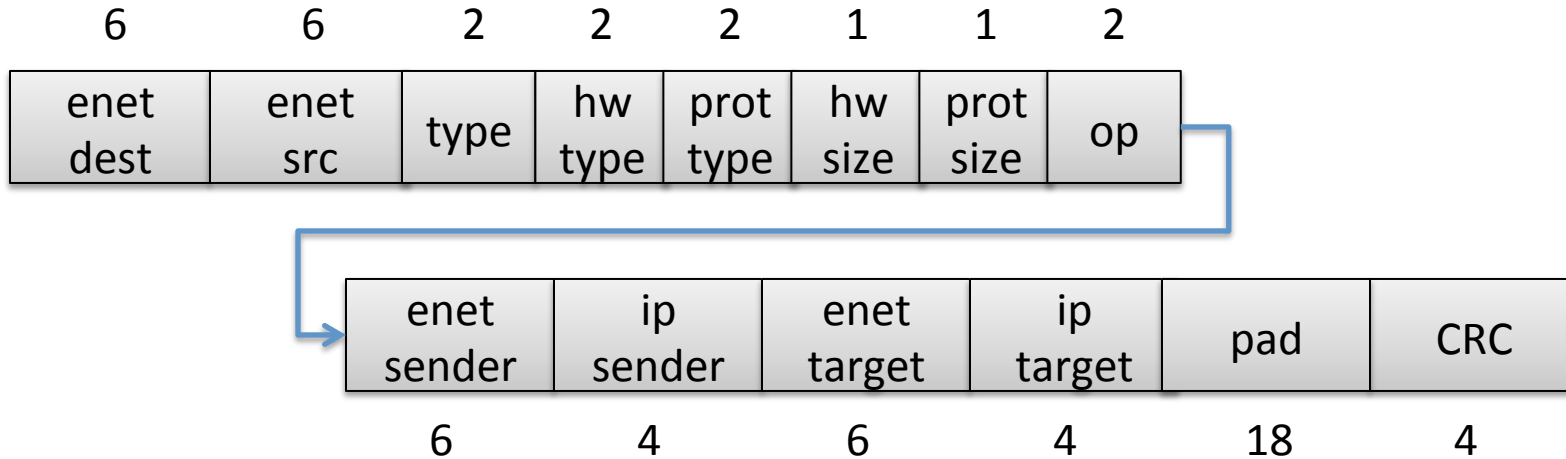 6 6 2 2 2 1 1 2
enet enet type hw prot hw prot op
dest src type type size size
enet ip enet ip pad CRC
sender sender target target
6 4 6 4 18 4